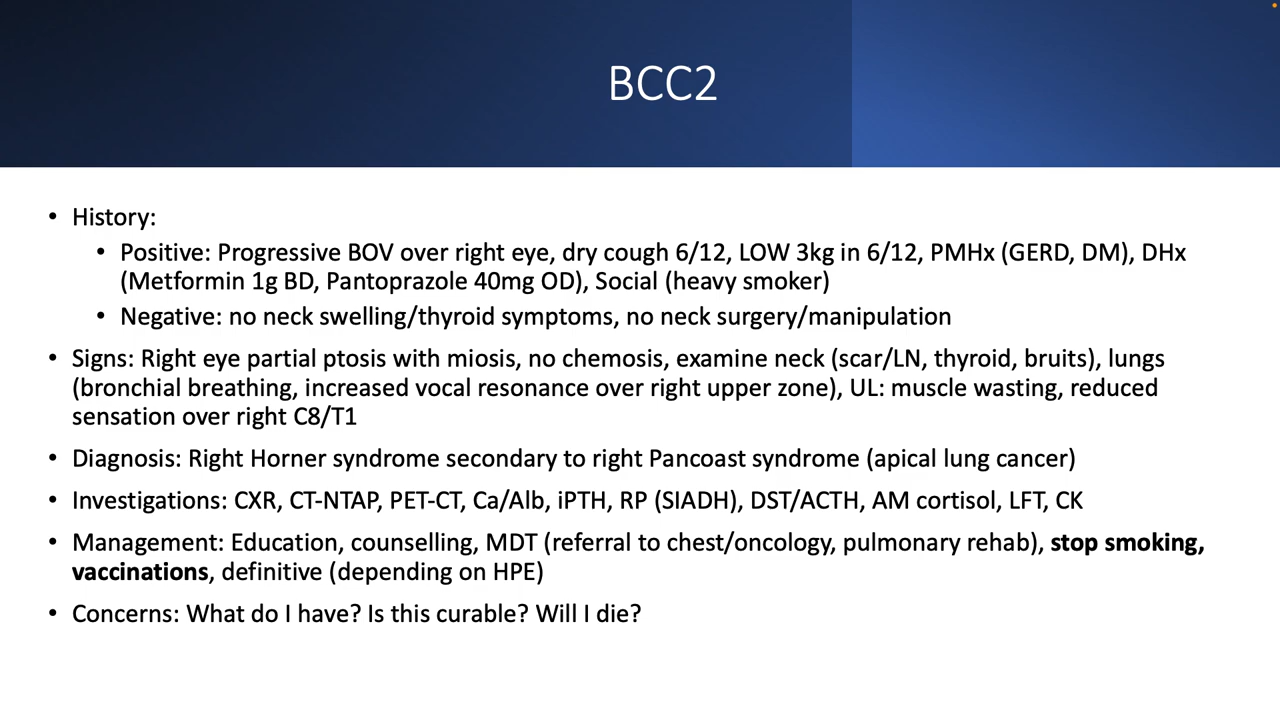 BCC2
• History:
• Positive: Progressive BOV over right eye, dry cough 6/12, LOW 3kg in 6/12, PMHx (GERD, DM), DHx
(Metformin 1g BD, Pantoprazole 40mg OD), Social (heavy smoker)
• Negative: no neck swelling/thyroid symptoms, no neck surgery/manipulation
• Signs: Right eye partial ptosis with miosis, no chemosis, examine neck (scar/LN, thyroid, bruits), lungs
(bronchial breathing, increased vocal resonance over right upper zone), UL: muscle wasting, reduced
sensation over right C8/T1
• Diagnosis: Right Horner syndrome secondary to right Pancoast syndrome (apical lung cancer)
• Investigations: CXR, CT-NTAP, PET-CT, Ca/Alb, iPTH, RP (SIADH), DST/ACTH, AM cortisol, LFT, CK
• Management: Education, counselling, MDT (referral to chest/oncology, pulmonary rehab), stop smoking,
vaccinations, definitive (depending on HPE)
• Concerns: What do I have? Is this curable? Will I die?